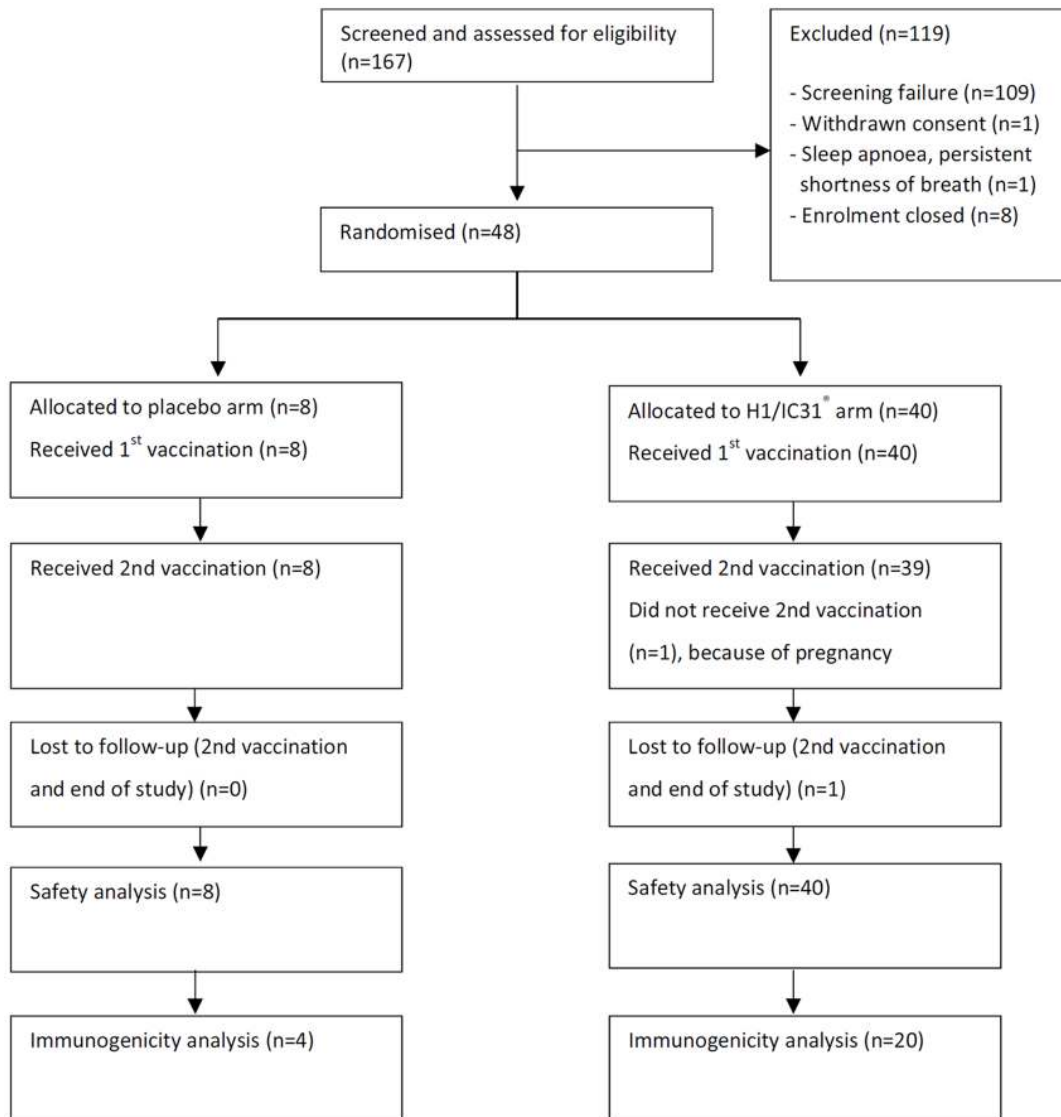 Screened and assessed for eligibility
(n=167)
Excluded (n=119)
- Screening failure (n=109)
- Withdrawn consent (n=1)
- Sleep apnoea, persistent
shortness of breath (n=1)
- Enrolment closed (n=8)
Randomised (n=48)
Allocated to placebo arm (n=8)
Received 1st vaccination (n=8)
Allocated to H1/IC31® arm (n=40)
Received 1st vaccination (n=40)
Received 2nd vaccination (n=8)
Received 2nd vaccination (n=39)
Did not receive 2nd vaccination
(n=1), because of pregnancy
Lost to follow-up (2nd vaccination
and end of study) (n=0)
Lost to follow-up (2nd vaccination
and end of study) (n=1)
Safety analysis (n=8)
Safety analysis (n=40)
Immunogenicity analysis (n=4)
Immunogenicity analysis (n=20)